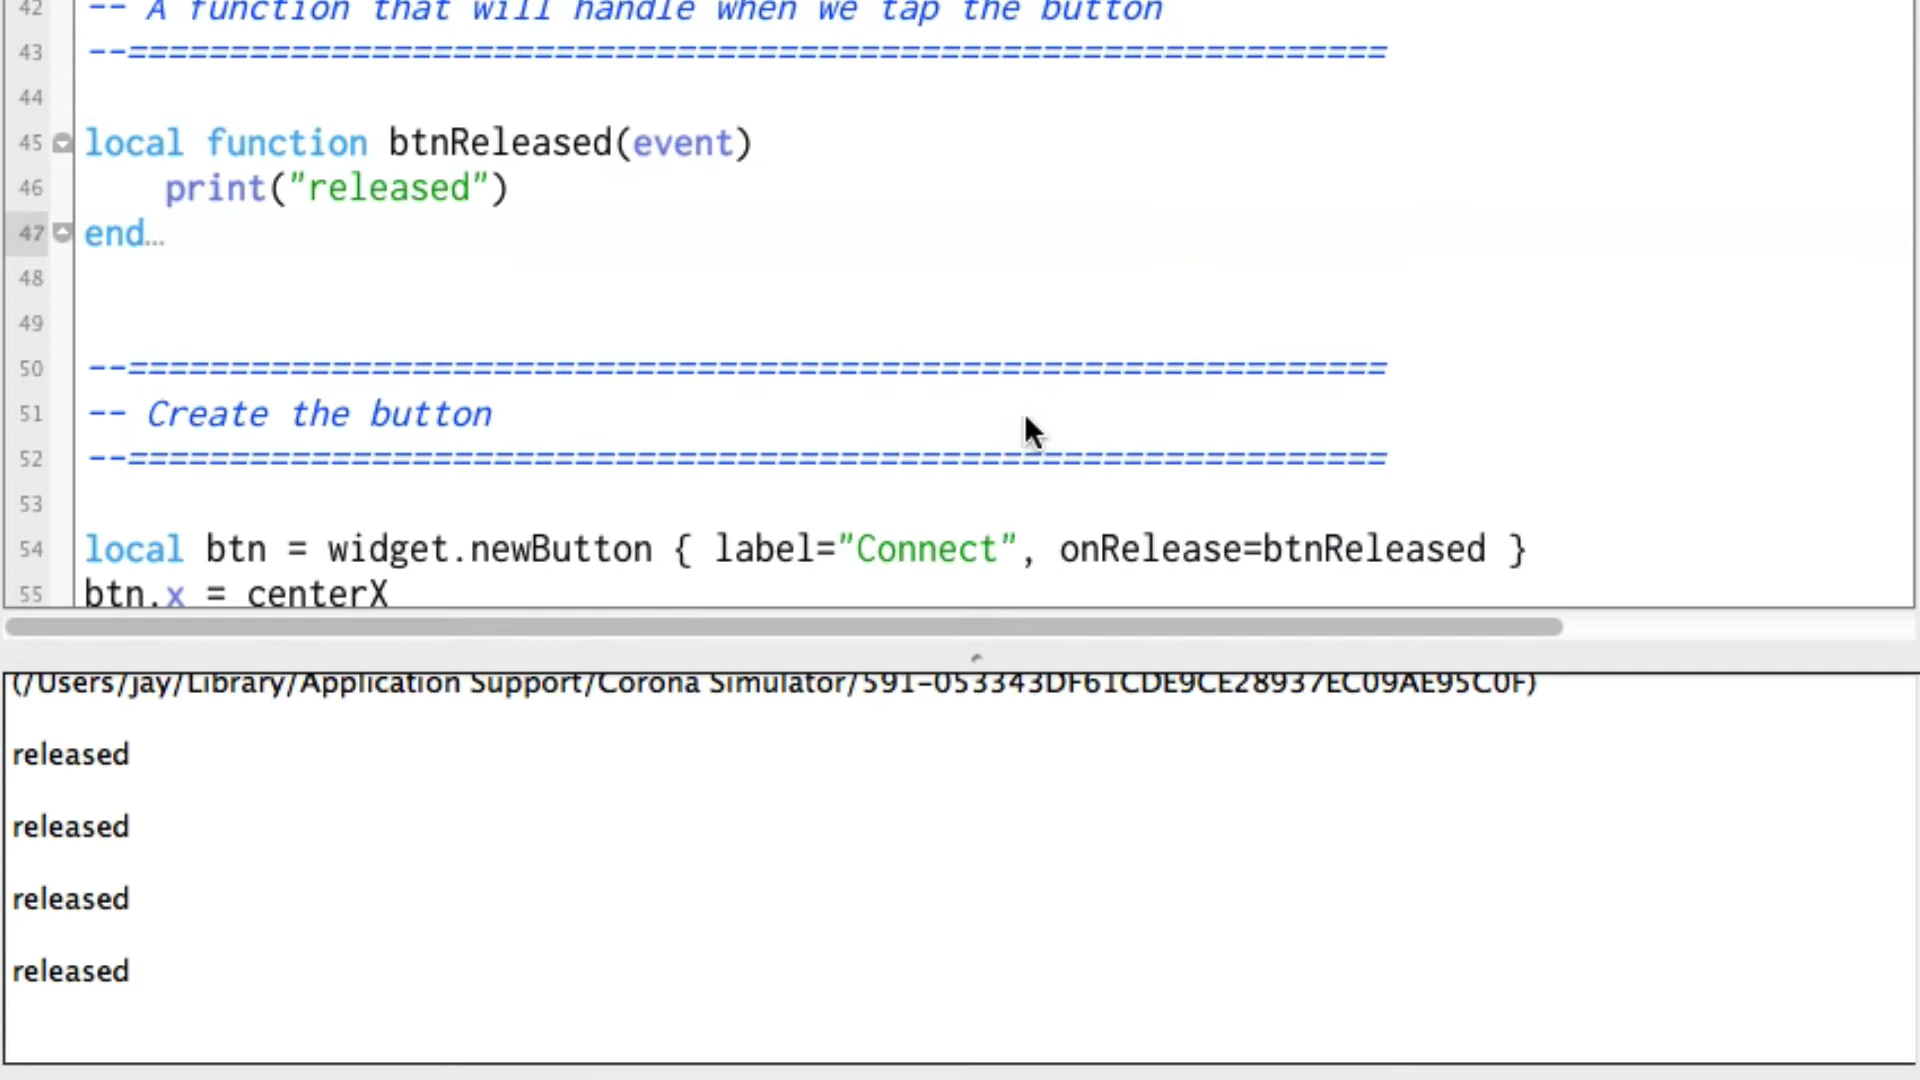 42 -- A function that will handle when we tap the button
43 --==============================================================
44
45 local function btnReleased(event)
46 print("released")
47 end...
48
49
50 --==============================================================
51 -- Create the button
52 --==============================================================
53
54 local btn = widget.newButton { label="Connect", onRelease=btnReleased }
55 btn.x = centerX
(/Users/jay/Library/Application Support/Corona Simulator/591-053343DF61CDE9CE28937EC09AE95C0F)
released
released
released
released